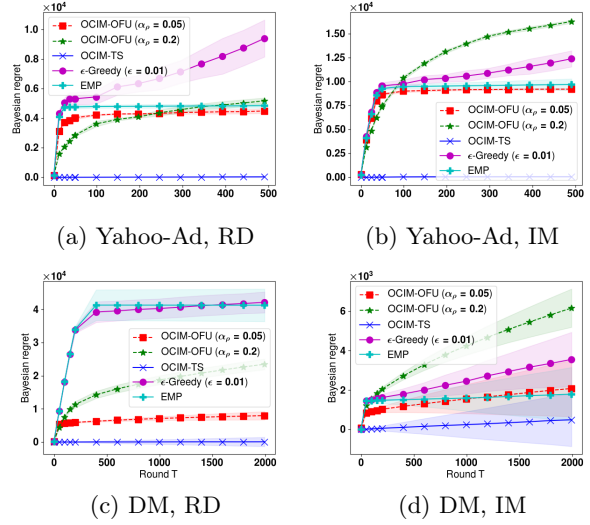 ×10⁴
Bayesian regret
1.0
0.8
0.6
0.4
0.2
0.0
OCIM-OFU (αρ = 0.05)
OCIM-OFU (αρ = 0.2)
OCIM-TS
ϵ-Greedy (ϵ = 0.01)
EMP
0 100 200 300 400 500
(a) Yahoo-Ad, RD
×10⁴
Bayesian regret
1.50
1.25
1.00
0.75
0.50
0.25
0.00
OCIM-OFU (αρ = 0.05)
OCIM-OFU (αρ = 0.2)
OCIM-TS
ϵ-Greedy (ϵ = 0.01)
EMP
0 100 200 300 400 500
(b) Yahoo-Ad, IM
×10⁴
Bayesian regret
4
3
2
1
0
OCIM-OFU (αρ = 0.05)
OCIM-OFU (αρ = 0.2)
OCIM-TS
ϵ-Greedy (ϵ = 0.01)
EMP
0 500 1000 1500 2000
Round T
(c) DM, RD
×10³
Bayesian regret
6
4
2
0
OCIM-OFU (αρ = 0.05)
OCIM-OFU (αρ = 0.2)
OCIM-TS
ϵ-Greedy (ϵ = 0.01)
EMP
0 500 1000 1500 2000
Round T
(d) DM, IM